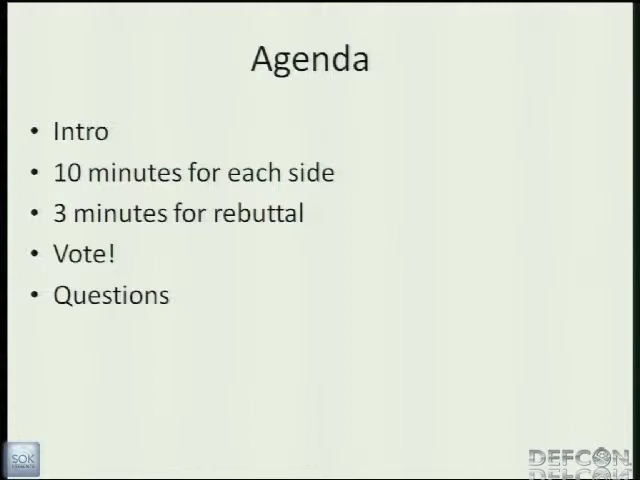 Agenda
• Intro
• 10 minutes for each side
• 3 minutes for rebuttal
• Vote!
• Questions
SOK
DEFCON